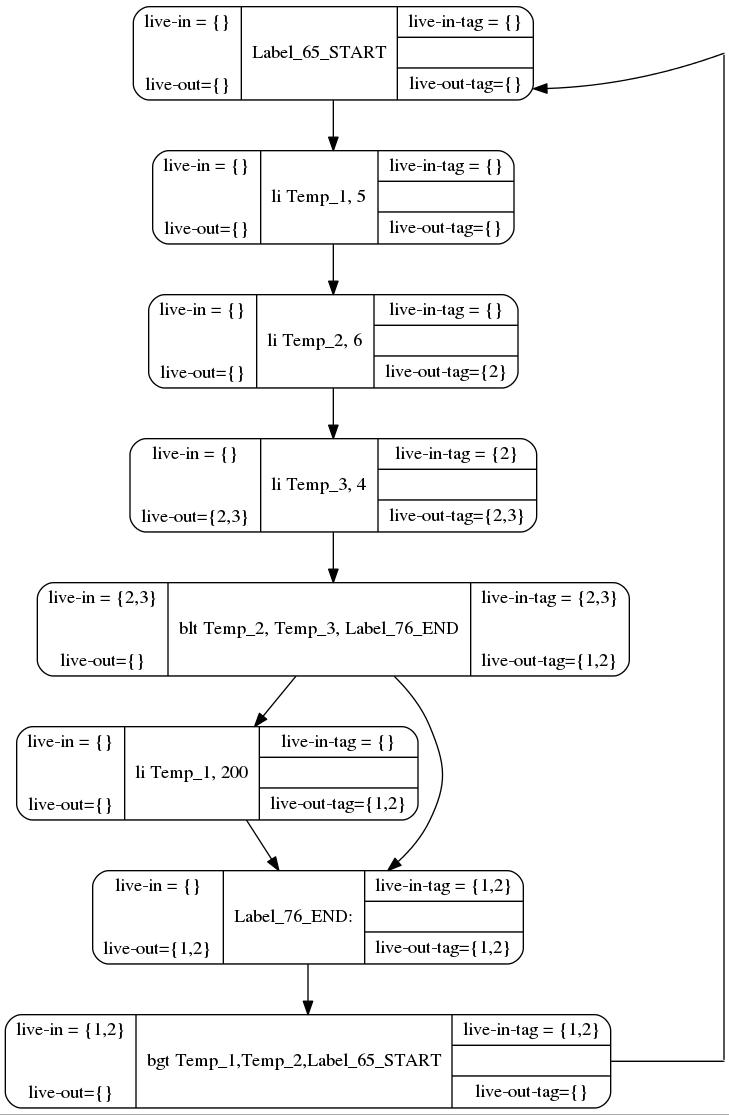 live-in = {}
live-out={}
Label_65_START
live-in-tag = {}
live-out-tag={}
live-in = {}
live-out={}
li Temp_1, 5
live-in-tag = {}
live-out-tag={}
live-in = {}
live-out={}
li Temp_2, 6
live-in-tag = {}
live-out-tag={2}
live-in = {}
live-out={2,3}
li Temp_3, 4
live-in-tag = {2}
live-out-tag={2,3}
live-in = {2,3}
live-out={}
blt Temp_2, Temp_3, Label_76_END
live-in-tag = {2,3}
live-out-tag={1,2}
live-in = {}
live-out={}
li Temp_1, 200
live-in-tag = {}
live-out-tag={1,2}
live-in = {}
live-out={1,2}
Label_76_END:
live-in-tag = {1,2}
live-out-tag={1,2}
live-in = {1,2}
live-out={}
bgt Temp_1,Temp_2,Label_65_START
live-in-tag = {1,2}
live-out-tag={}